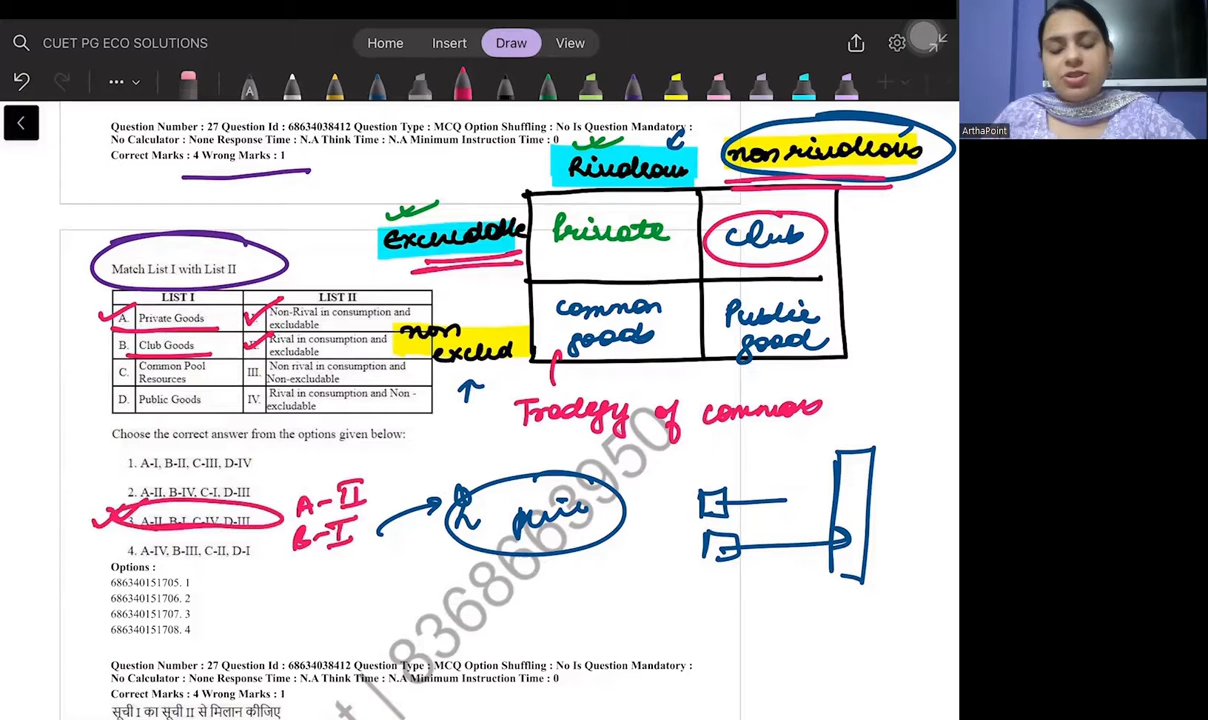 CUET PG ECO SOLUTIONS
Home Insert Draw View
Question Number : 27 Question Id : 68634038412 Question Type : MCQ Option Shuffling : No Is Question Mandatory :
No Calculator : None Response Time : N.A Think Time : N.A Minimum Instruction Time : 0
Correct Marks : 4 Wrong Marks : 1
ArthaPoint
non rivalrous
Rivalrous
Excludable
Private
Club
Match List I with List II
LIST I LIST II
A. Private Goods Non-Rival in consumption and
excludable
B. Club Goods II. Rival in consumption and
excludable
C. Common Pool
Resources III. Non rival in consumption and
Non-excludable
D. Public Goods IV. Rival in consumption and Non -
excludable
non
exclud
common
goods
Public
good
Tradegy of commons
Choose the correct answer from the options given below:
1. A-I, B-II, C-III, D-IV
2. A-II, B-IV, C-I, D-III
3. A-II, B-I, C-IV, D-III
4. A-IV, B-III, C-II, D-I
A-II
B-I
Options :
686340151705. 1
686340151706. 2
686340151707. 3
686340151708. 4
8368663950
Question Number : 27 Question Id : 68634038412 Question Type : MCQ Option Shuffling : No Is Question Mandatory :
No Calculator : None Response Time : N.A Think Time : N.A Minimum Instruction Time : 0
Correct Marks : 4 Wrong Marks : 1
सूची I का सूची II से मिलान कीजिए